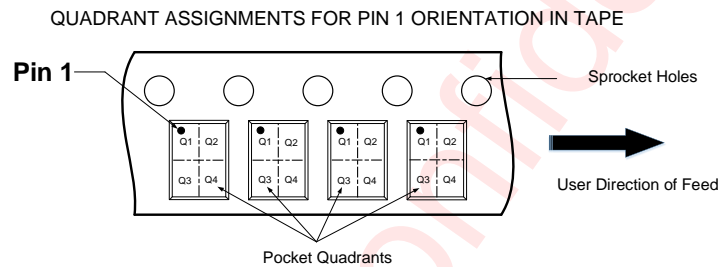 QUADRANT ASSIGNMENTS FOR PIN 1 ORIENTATION IN TAPE
Pin 1
Sprocket Holes
Q1 Q2 Q1 Q2 Q1 Q2 Q1 Q2
Q3 Q4 Q3 Q4 Q3 Q4 Q3 Q4
User Direction of Feed
Pocket Quadrants